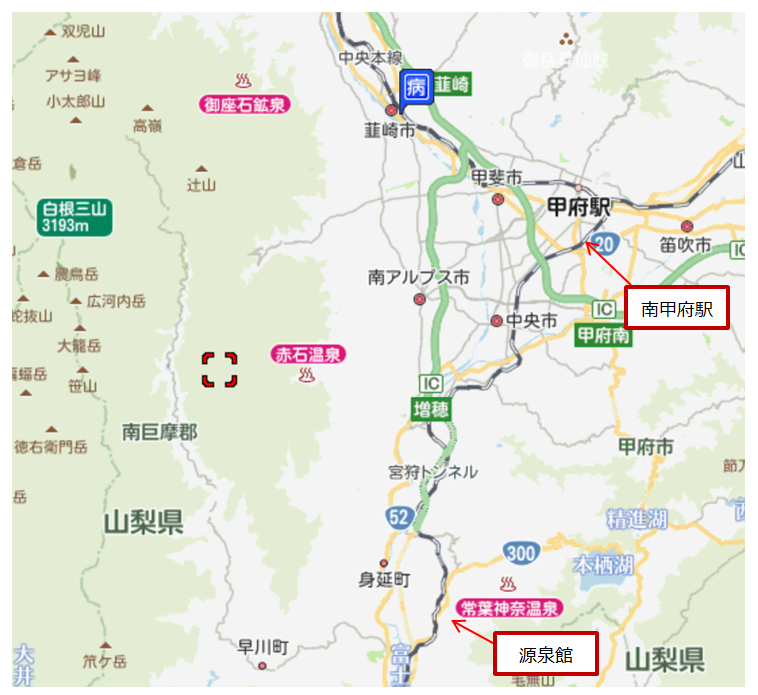 双児山
アサヨ峰
小太郎山
高嶺
御座石鉱泉
中央本線
病
韮崎
韮崎市
倉岳
辻山
甲斐市
山
白根三山
3193m
甲府駅
20
笛吹市
農鳥岳
広河内岳
蛇抜山
大籠岳
南アルプス市
IC
IC
南甲府駅
甲府南
中央市
蝙蝠岳
笹山
赤石温泉
IC
増穂
徳右衛門岳
南巨摩郡
甲府市
宮狩トンネル
節刀
岳
山梨県
52
精進湖
西
300
本栖湖
身延町
常葉神奈温泉
早川町
源泉館
笊ケ岳
大井
富士
山梨県
毛無山